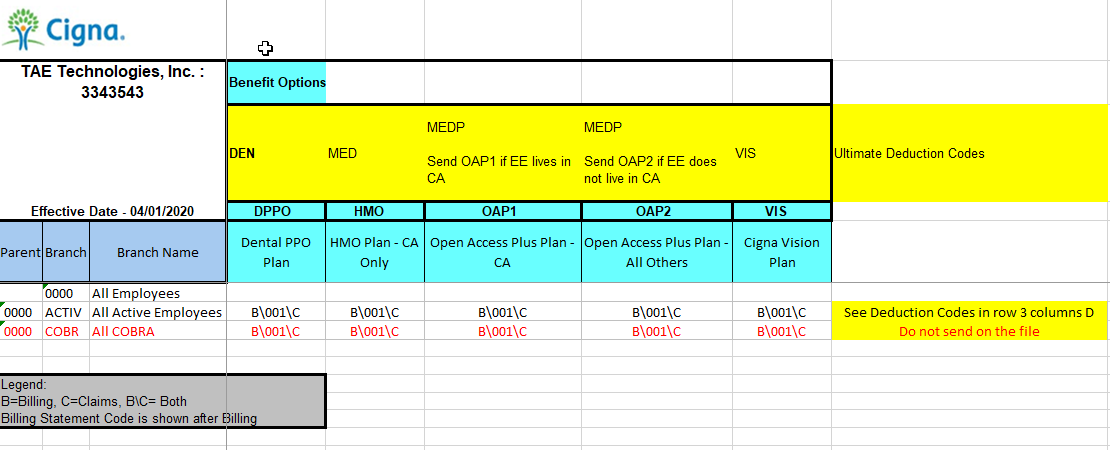 Cigna.
TAE Technologies, Inc. :
3343543
Benefit Options
DEN
MED
MEDP
Send OAP1 if EE lives in
CA
MEDP
Send OAP2 if EE does
not live in CA
VIS
Ultimate Deduction Codes
Effective Date - 04/01/2020
DPPO
HMO
OAP1
OAP2
VIS
Parent
Branch
Branch Name
Dental PPO
Plan
HMO Plan - CA
Only
Open Access Plus Plan -
CA
Open Access Plus Plan -
All Others
Cigna Vision
Plan
0000 All Employees
0000 ACTIV All Active Employees B\001\C B\001\C B\001\C B\001\C B\001\C See Deduction Codes in row 3 columns D
0000 COBR All COBRA B\001\C B\001\C B\001\C B\001\C B\001\C Do not send on the file
Legend:
B=Billing, C=Claims, B\C= Both
Billing Statement Code is shown after Billing